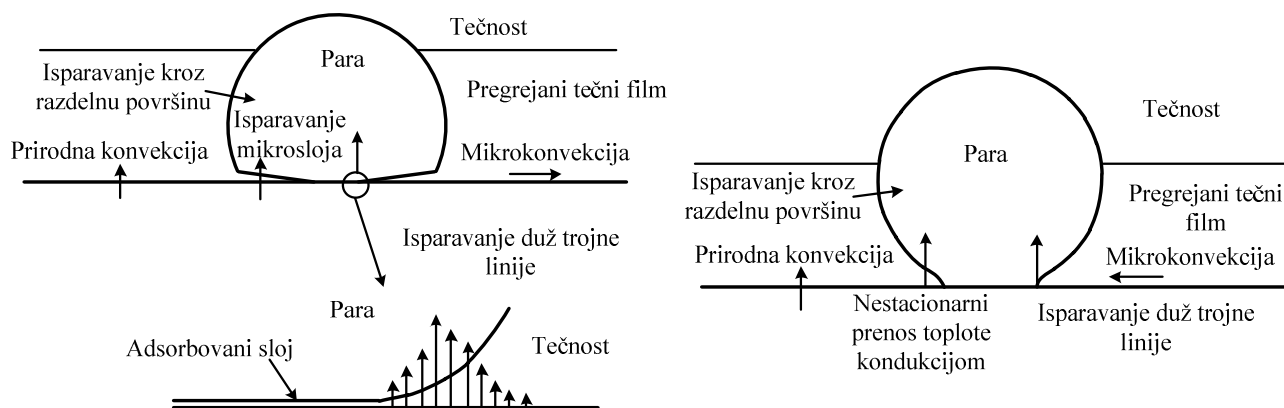 Tečnost
Para
Isparavanje kroz
razdelnu površinu
Pregrejani tečni film
Isparavanje
mikrosloja
Prirodna konvekcija
Mikrokonvekcija
Isparavanje duž trojne
linije
Para
Adsorbovani sloj
Tečnost
Tečnost
Para
Isparavanje kroz
razdelnu površinu
Pregrejani tečni
film
Prirodna konvekcija
Mikrokonvekcija
Nestacionarni
prenos toplote
kondukcijom
Isparavanje duž trojne
linije